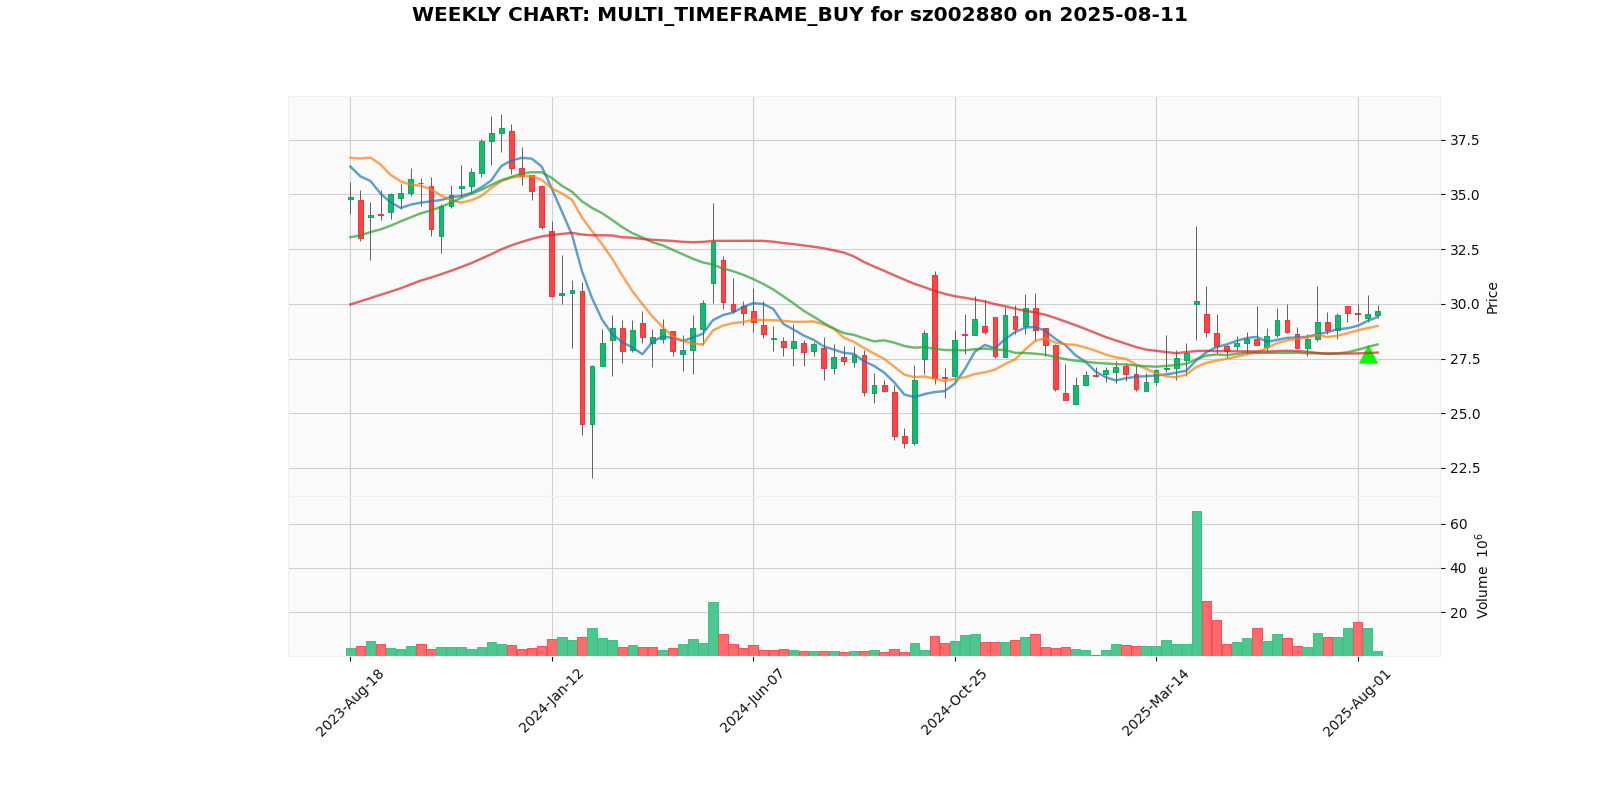 WEEKLY CHART: MULTI_TIMEFRAME_BUY for sz002880 on 2025-08-11
37.5
35.0
32.5
30.0
27.5
25.0
22.5
Price
60
40
20
Volume 10^6
2023-Aug-18
2024-Jan-12
2024-Jun-07
2024-Oct-25
2025-Mar-14
2025-Aug-01